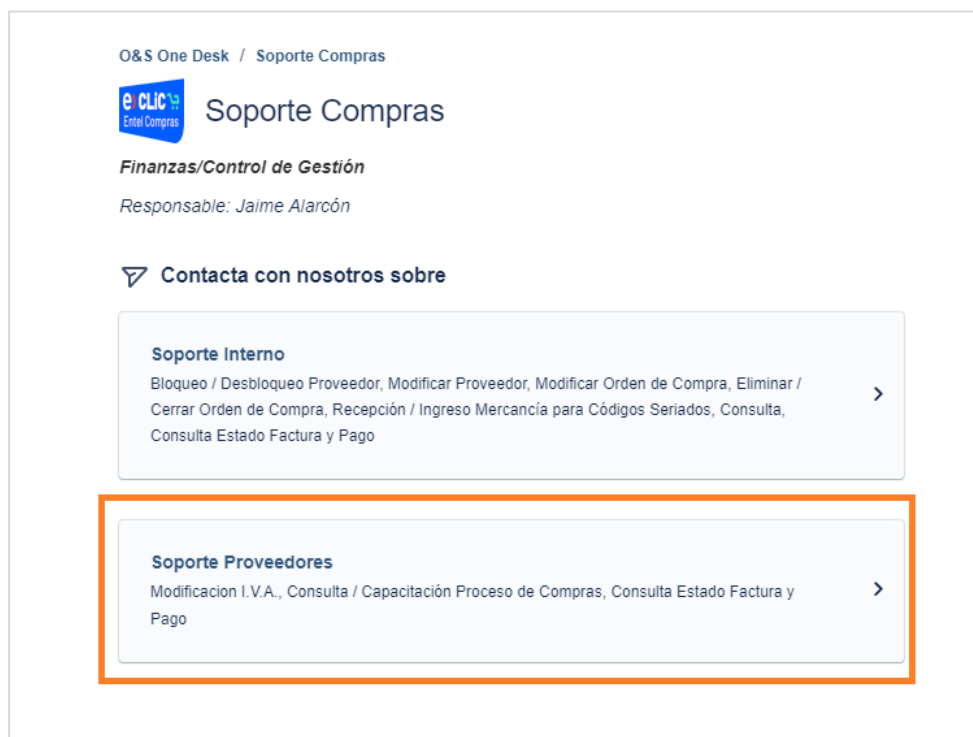 O&S One Desk / Soporte Compras
e) CLIC
Entel Compras
Soporte Compras
Finanzas/Control de Gestión
Responsable: Jaime Alarcón
Contacta con nosotros sobre
Soporte Interno
Bloqueo / Desbloqueo Proveedor, Modificar Proveedor, Modificar Orden de Compra, Eliminar /
Cerrar Orden de Compra, Recepción / Ingreso Mercancía para Códigos Seriados, Consulta,
Consulta Estado Factura y Pago
Soporte Proveedores
Modificacion I.V.A., Consulta / Capacitación Proceso de Compras, Consulta Estado Factura y
Pago